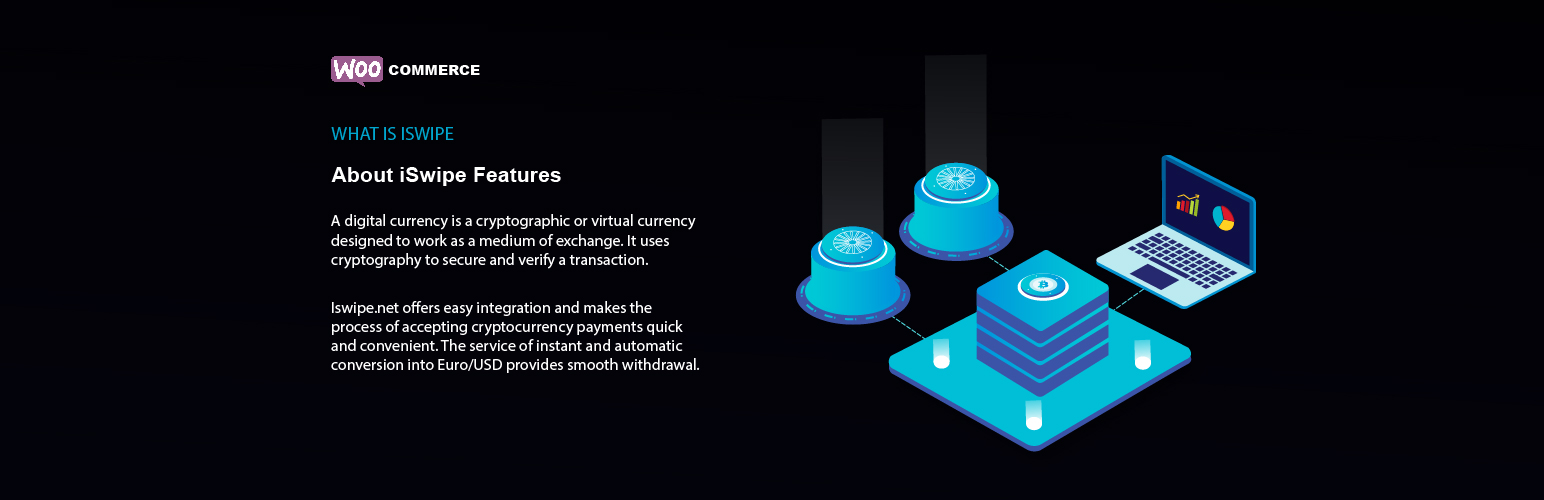 WOO COMMERCE
WHAT IS ISWIPE
About iSwipe Features
A digital currency is a cryptographic or virtual currency
designed to work as a medium of exchange. It uses
cryptography to secure and verify a transaction.
Iswipe.net offers easy integration and makes the
process of accepting cryptocurrency payments quick
and convenient. The service of instant and automatic
conversion into Euro/USD provides smooth withdrawal.